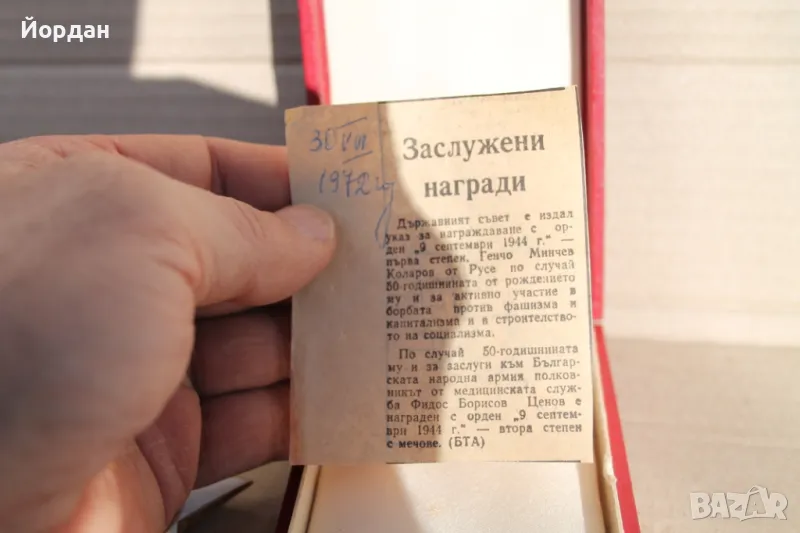 Йордан
30 VIII
1972 г
Заслужени
награди
Държавният съвет е издал
указ за награждаване с ор-
ден „9 септември 1944 г." —
първа степен, Генчо Минчев
Коларов от Русе по случай
50-годишнината от рождението
му и за активно участие в
борбата против фашизма и
капитализма и в строителство-
то на социализма.
По случай 50-годишнината
му и за заслуги към Българ-
ската народна армия полков-
никът от медицинската служ-
ба Фидос Борисов Ценов е
награден с орден „9 септем-
ври 1944 г." — втора степен
с мечове. (БТА)
BAZAR